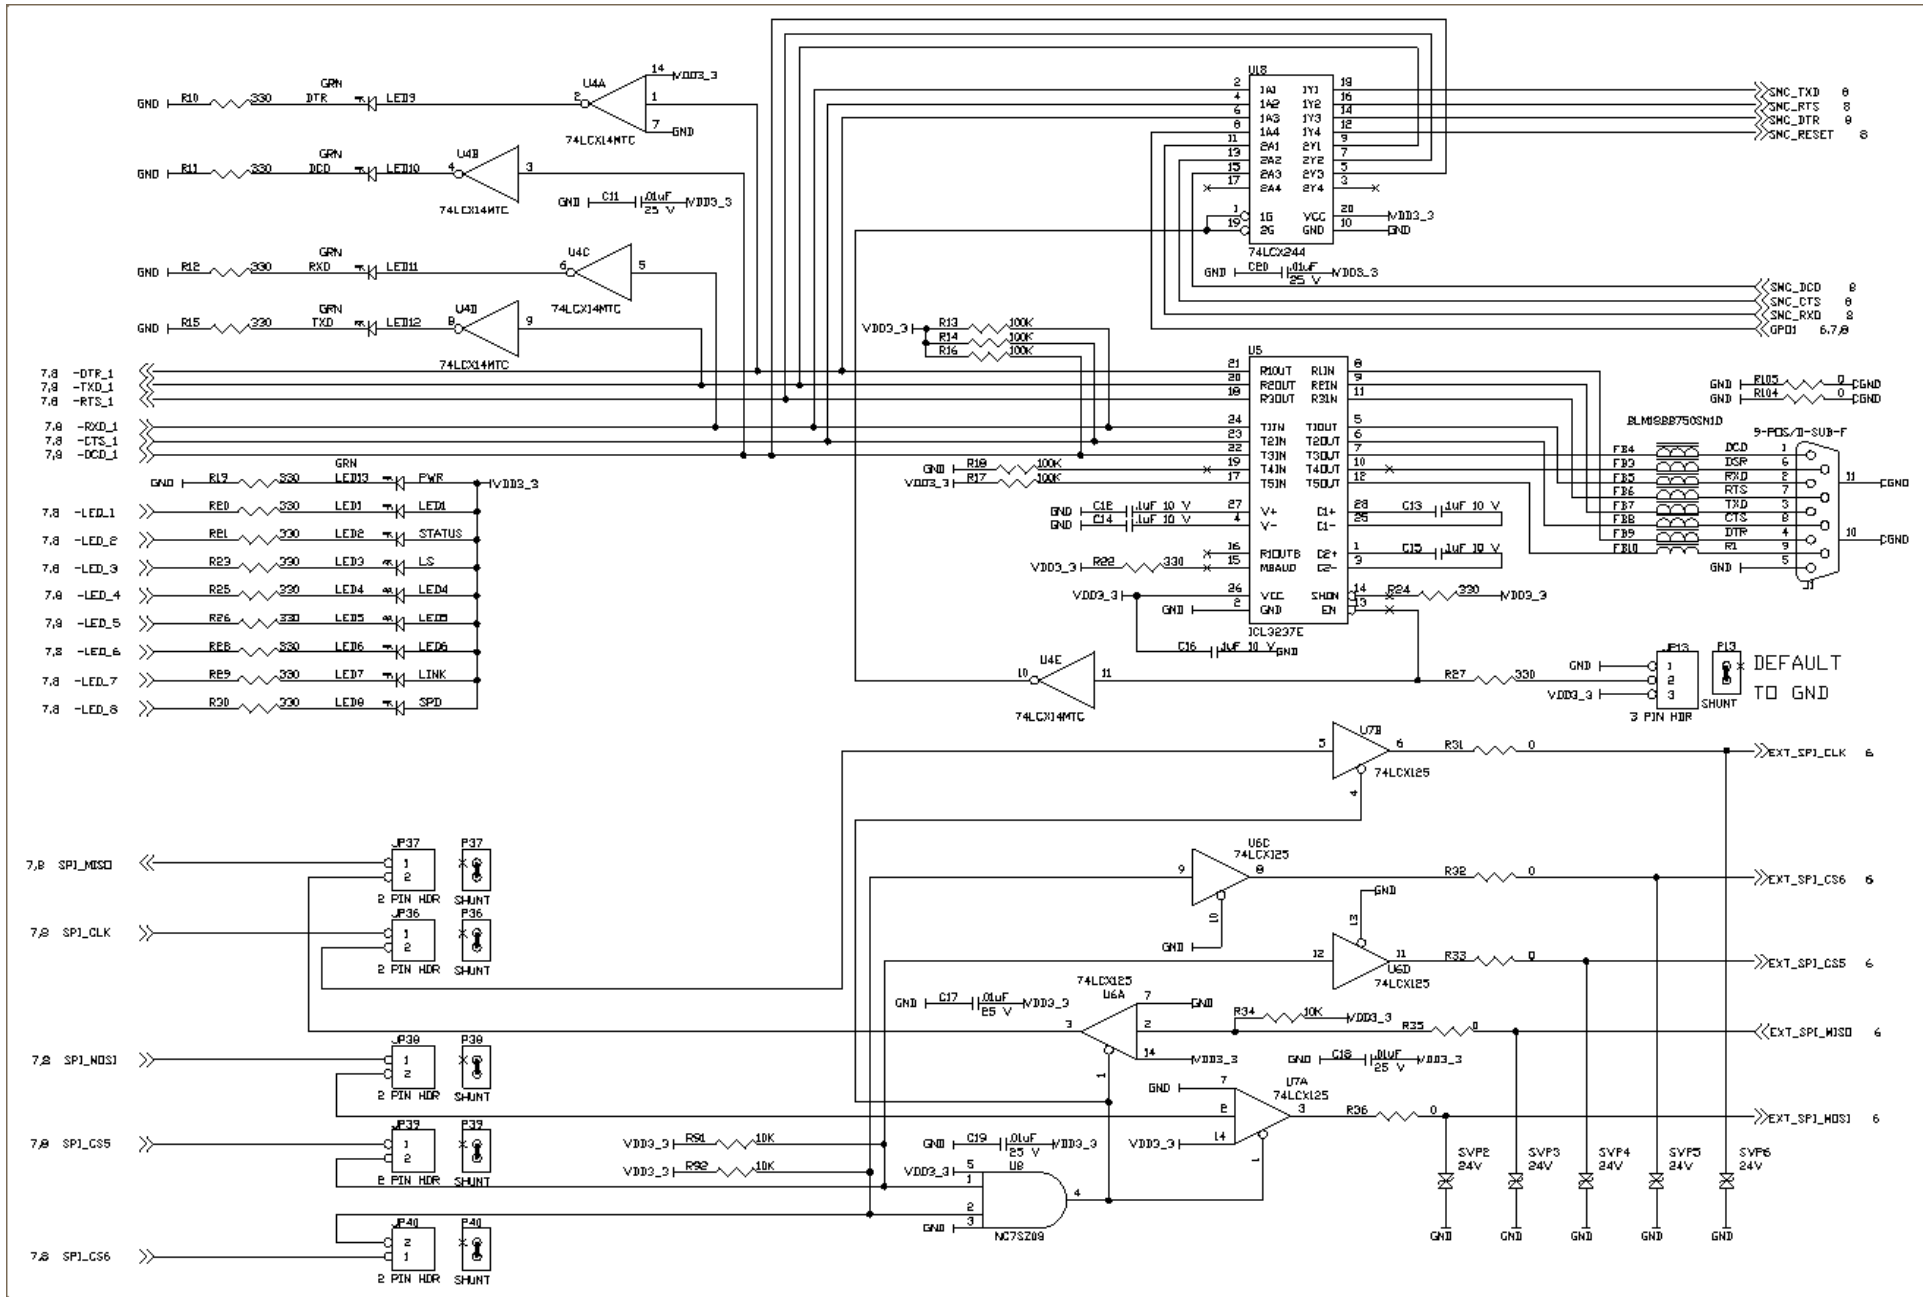 U4A
14
VDD3_3
GND R10 330 GRN DTR LED9 2 1
7 GND
74LCX14MTC
GND R11 330 GRN DCD LED10 4 U4B 3
74LCX14MTC
GND C11 .01uF 25 V VDD3_3
GND R12 330 GRN RXD LED11 6 U4C 5
74LCX14MTC
GND R15 330 GRN TXD LED12 8 U4D 9
74LCX14MTC
U18
2 1A1 1Y1 18 SNC_TXD 8
4 1A2 1Y2 16 SNC_RTS 8
6 1A3 1Y3 14 SNC_DTR 8
8 1A4 1Y4 12 SNC_RESET 8
11 2A1 2Y1 9
13 2A2 2Y2 7
15 2A3 2Y3 5
17 2A4 2Y4 3
1 1G VCC 20 VDD3_3
19 2G GND 10 GND
74LCX244
GND C20 .01uF 25 V VDD3_3
SNC_DCD 8
SNC_CTS 8
SNC_RXD 8
GPO1 6,7,8
VDD3_3 R13 100K
R14 100K
R16 100K
7,8 -DTR_1
7,8 -TXD_1
7,8 -RTS_1
7,8 -RXD_1
7,8 -CTS_1
7,8 -DCD_1
U5
21 R1OUT R1IN 8
20 R2OUT R2IN 9
18 R3OUT R3IN 11
24 T1IN T1OUT 5
23 T2IN T2OUT 6
22 T3IN T3OUT 7
GND R18 100K 19 T4IN T4OUT 10
VDD3_3 R17 100K 17 T5IN T5OUT 12
GND C12 .1uF 10 V 27 V+ C1+ 28 C13 .1uF 10 V
GND C14 .1uF 10 V 4 V- C1- 25
16 R1OUTB C2+ 1 C15 .1uF 10 V
VDD3_3 R22 330 15 MBAUD C2- 3
VDD3_3 26 VCC SHDN 14 R24 330 VDD3_3
GND 2 GND EN 13
ICL3237E
C16 .1uF 10 V GND
GND R105 0 CGND
GND R104 0 CGND
BLM18BB750SN1D
9-POS/D-SUB-F
FB4 DCD 1
FB3 DSR 6
FB5 RXD 2
FB6 RTS 7
FB7 TXD 3
FB8 CTS 8
FB9 DTR 4
FB10 RI 9
GND 5
J1
11 CGND
10 CGND
GND R19 330 GRN LED13 PWR VDD3_3
7,8 -LED_1 R20 330 LED1 LED1
7,8 -LED_2 R21 330 LED2 STATUS
7,8 -LED_3 R23 330 LED3 LS
7,8 -LED_4 R25 330 LED4 LED4
7,8 -LED_5 R26 330 LED5 LED5
7,8 -LED_6 R28 330 LED6 LED6
7,8 -LED_7 R29 330 LED7 LINK
7,8 -LED_8 R30 330 LED8 SPD
10 U4E 11
74LCX14MTC
R27 330
JP13
GND 1
2
VDD3_3 3
3 PIN HDR
P13
SHUNT
DEFAULT
TO GND
5 U7B 6 R31 0 EXT_SPI_CLK 6
74LCX125
4
U6C
74LCX125
9 8 R32 0 EXT_SPI_CS6 6
10
GND
GND
13
12 11 R33 0 EXT_SPI_CS5 6
U6D
74LCX125
7,8 SPI_MISO JP37 1 2 P37
2 PIN HDR SHUNT
7,8 SPI_CLK JP36 1 2 P36
2 PIN HDR SHUNT
7,8 SPI_MOSI JP38 1 2 P38
2 PIN HDR SHUNT
7,8 SPI_CS5 JP39 1 2 P39
2 PIN HDR SHUNT
7,8 SPI_CS6 JP40 2 1 P40
2 PIN HDR SHUNT
GND C17 .01uF 25 V VDD3_3
74LCX125
U6A
7 GND
3 2 R34 10K VDD3_3 R35 0 EXT_SPI_MISO 6
14 VDD3_3
1
GND C18 .01uF 25 V VDD3_3
U7A
74LCX125
GND 7
2 3 R36 0 EXT_SPI_MOSI 6
VDD3_3 14
1
VDD3_3 R91 10K
VDD3_3 R92 10K
GND C19 .01uF 25 V VDD3_3
U8
VDD3_3 5
1
2
GND 3
4
NC7SZ08
SVP2 24V GND
SVP3 24V GND
SVP4 24V GND
SVP5 24V GND
SVP6 24V GND